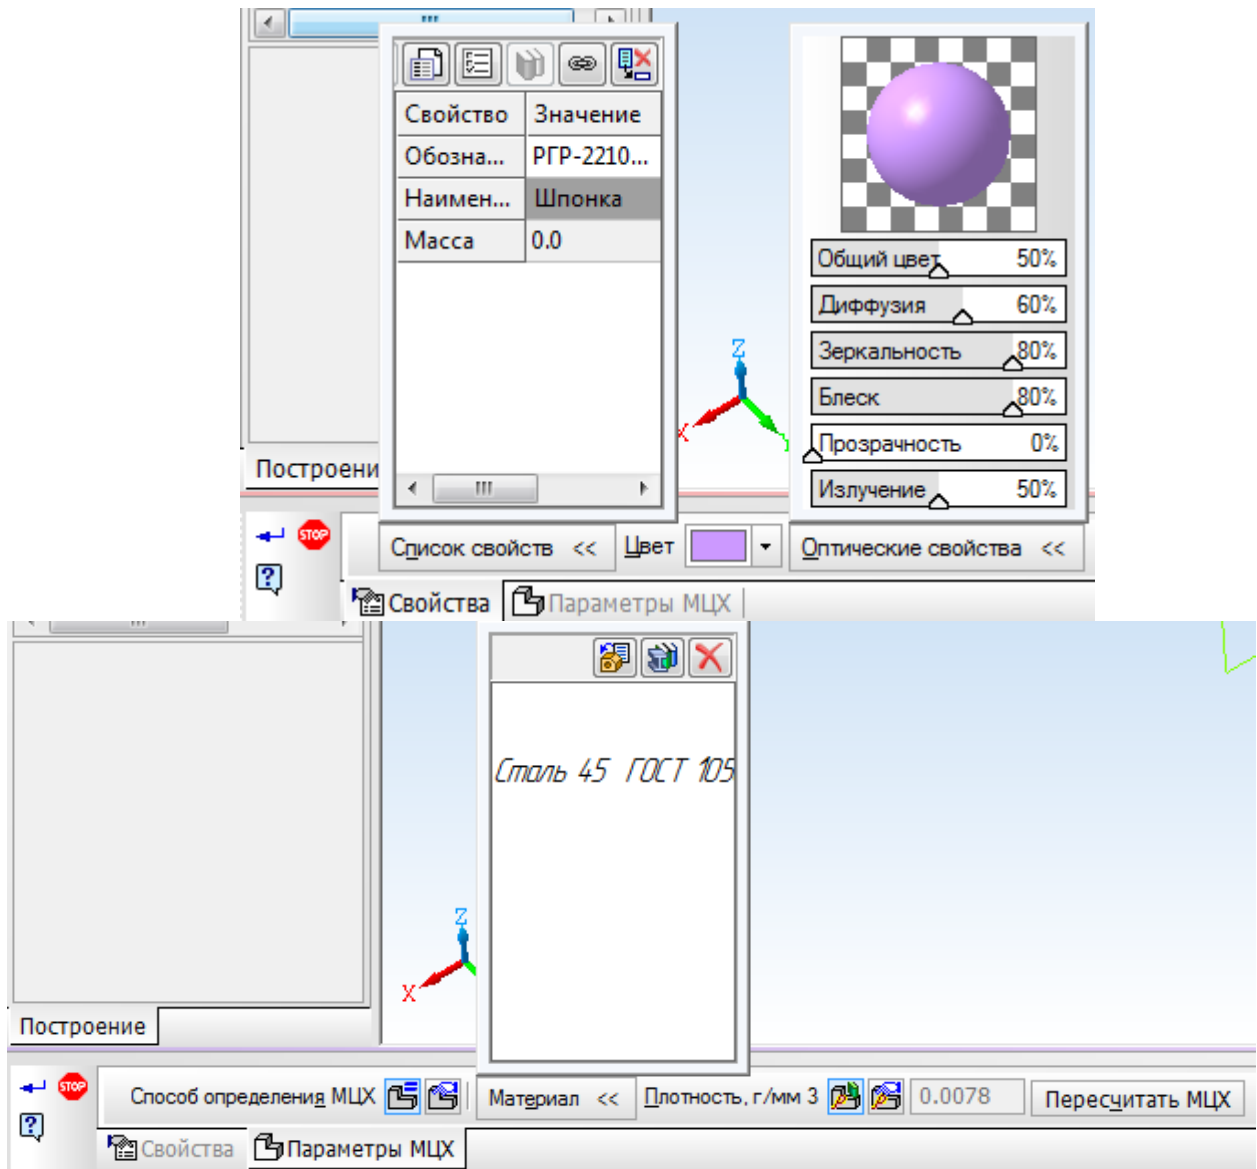 Свойство Значение
Обозна... РГР-2210...
Наимен... Шпонка
Масса 0.0
Общий цвет 50%
Диффузия 60%
Зеркальность 80%
Блеск 80%
Прозрачность 0%
Излучение 50%
Z
X
Построени
STOP
Список свойств << Цвет Оптические свойства <<
?
Свойства Параметры МЦХ
Сталь 45 ГОСТ 105
Z
X
Построение
STOP
Способ определения МЦХ Материал << Плотность, г/мм 3 0.0078 Пересчитать МЦХ
?
Свойства Параметры МЦХ